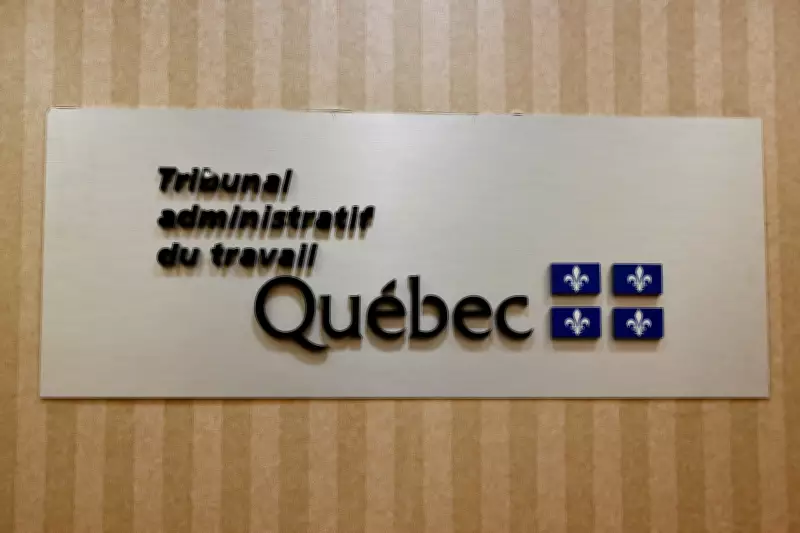 Tribunal
administratif
du travail
Québec